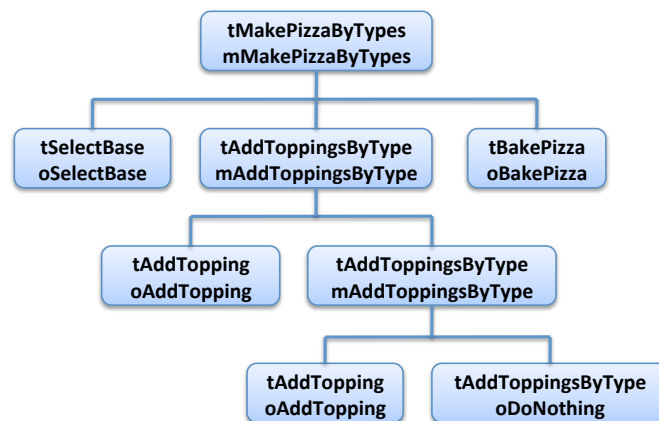 tMakePizzaByTypes
mMakePizzaByTypes
tSelectBase
oSelectBase
tAddToppingsByType
mAddToppingsByType
tBakePizza
oBakePizza
tAddTopping
oAddTopping
tAddToppingsByType
mAddToppingsByType
tAddTopping
oAddTopping
tAddToppingsByType
oDoNothing